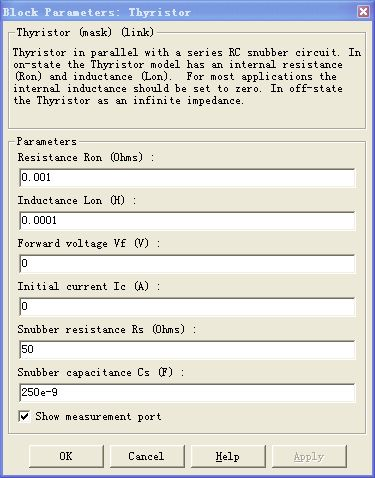 Block Parameters: Thyristor
Thyristor (mask) (link)
Thyristor in parallel with a series RC snubber circuit. In
on-state the Thyristor model has an internal resistance
(Ron) and inductance (Lon).  For most applications the
internal inductance should be set to zero. In off-state
the Thyristor as an infinite impedance.
Parameters
Resistance Ron (Ohms) :
0.001
Inductance Lon (H) :
0.0001
Forward voltage Vf (V) :
0
Initial current Ic (A) :
0
Snubber resistance Rs (Ohms) :
50
Snubber capacitance Cs (F) :
250e-9
Show measurement port
OK Cancel Help Apply